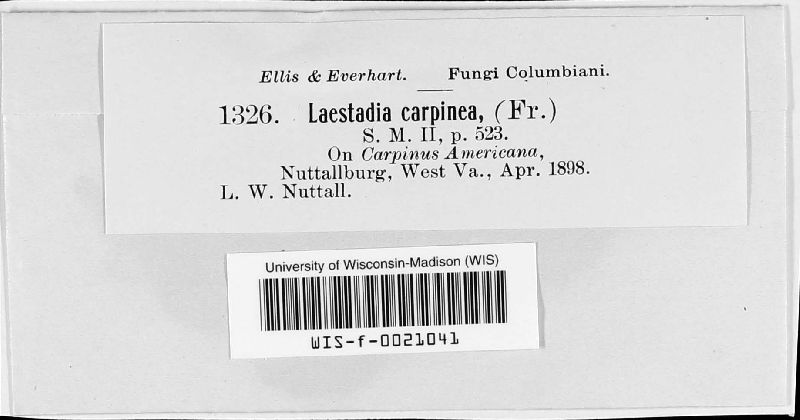 Ellis & Everhart. Fungi Columbiani.
1326. Laestadia carpinea, (Fr.)
S. M. II, p. 523.
On Carpinus Americana,
Nuttallburg, West Va., Apr. 1898.
L. W. Nuttall.
University of Wisconsin-Madison (WIS)
WIS-f-0021041